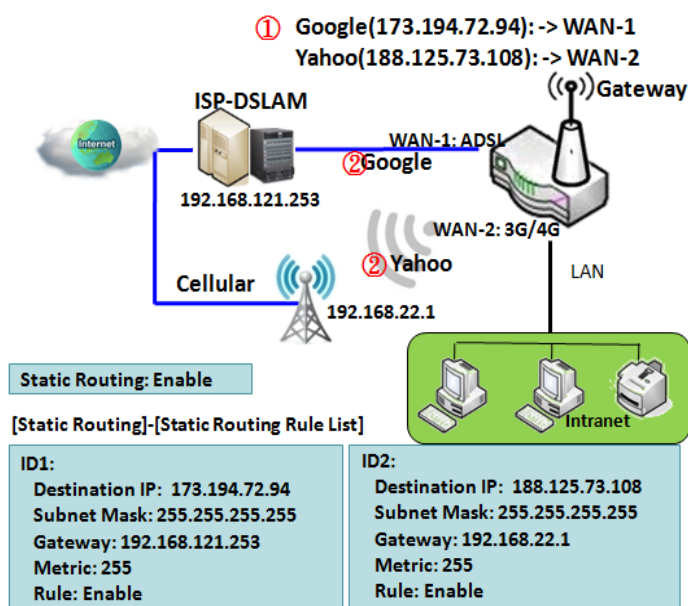 ① Google(173.194.72.94): -> WAN-1
Yahoo(188.125.73.108): -> WAN-2
Gateway
ISP-DSLAM
Internet
WAN-1: ADSL
② Google
192.168.121.253
WAN-2: 3G/4G
② Yahoo
LAN
Cellular
192.168.22.1
Static Routing: Enable
Intranet
[Static Routing]-[Static Routing Rule List]
ID1:
Destination IP: 173.194.72.94
Subnet Mask: 255.255.255.255
Gateway: 192.168.121.253
Metric: 255
Rule: Enable
ID2:
Destination IP: 188.125.73.108
Subnet Mask: 255.255.255.255
Gateway: 192.168.22.1
Metric: 255
Rule: Enable